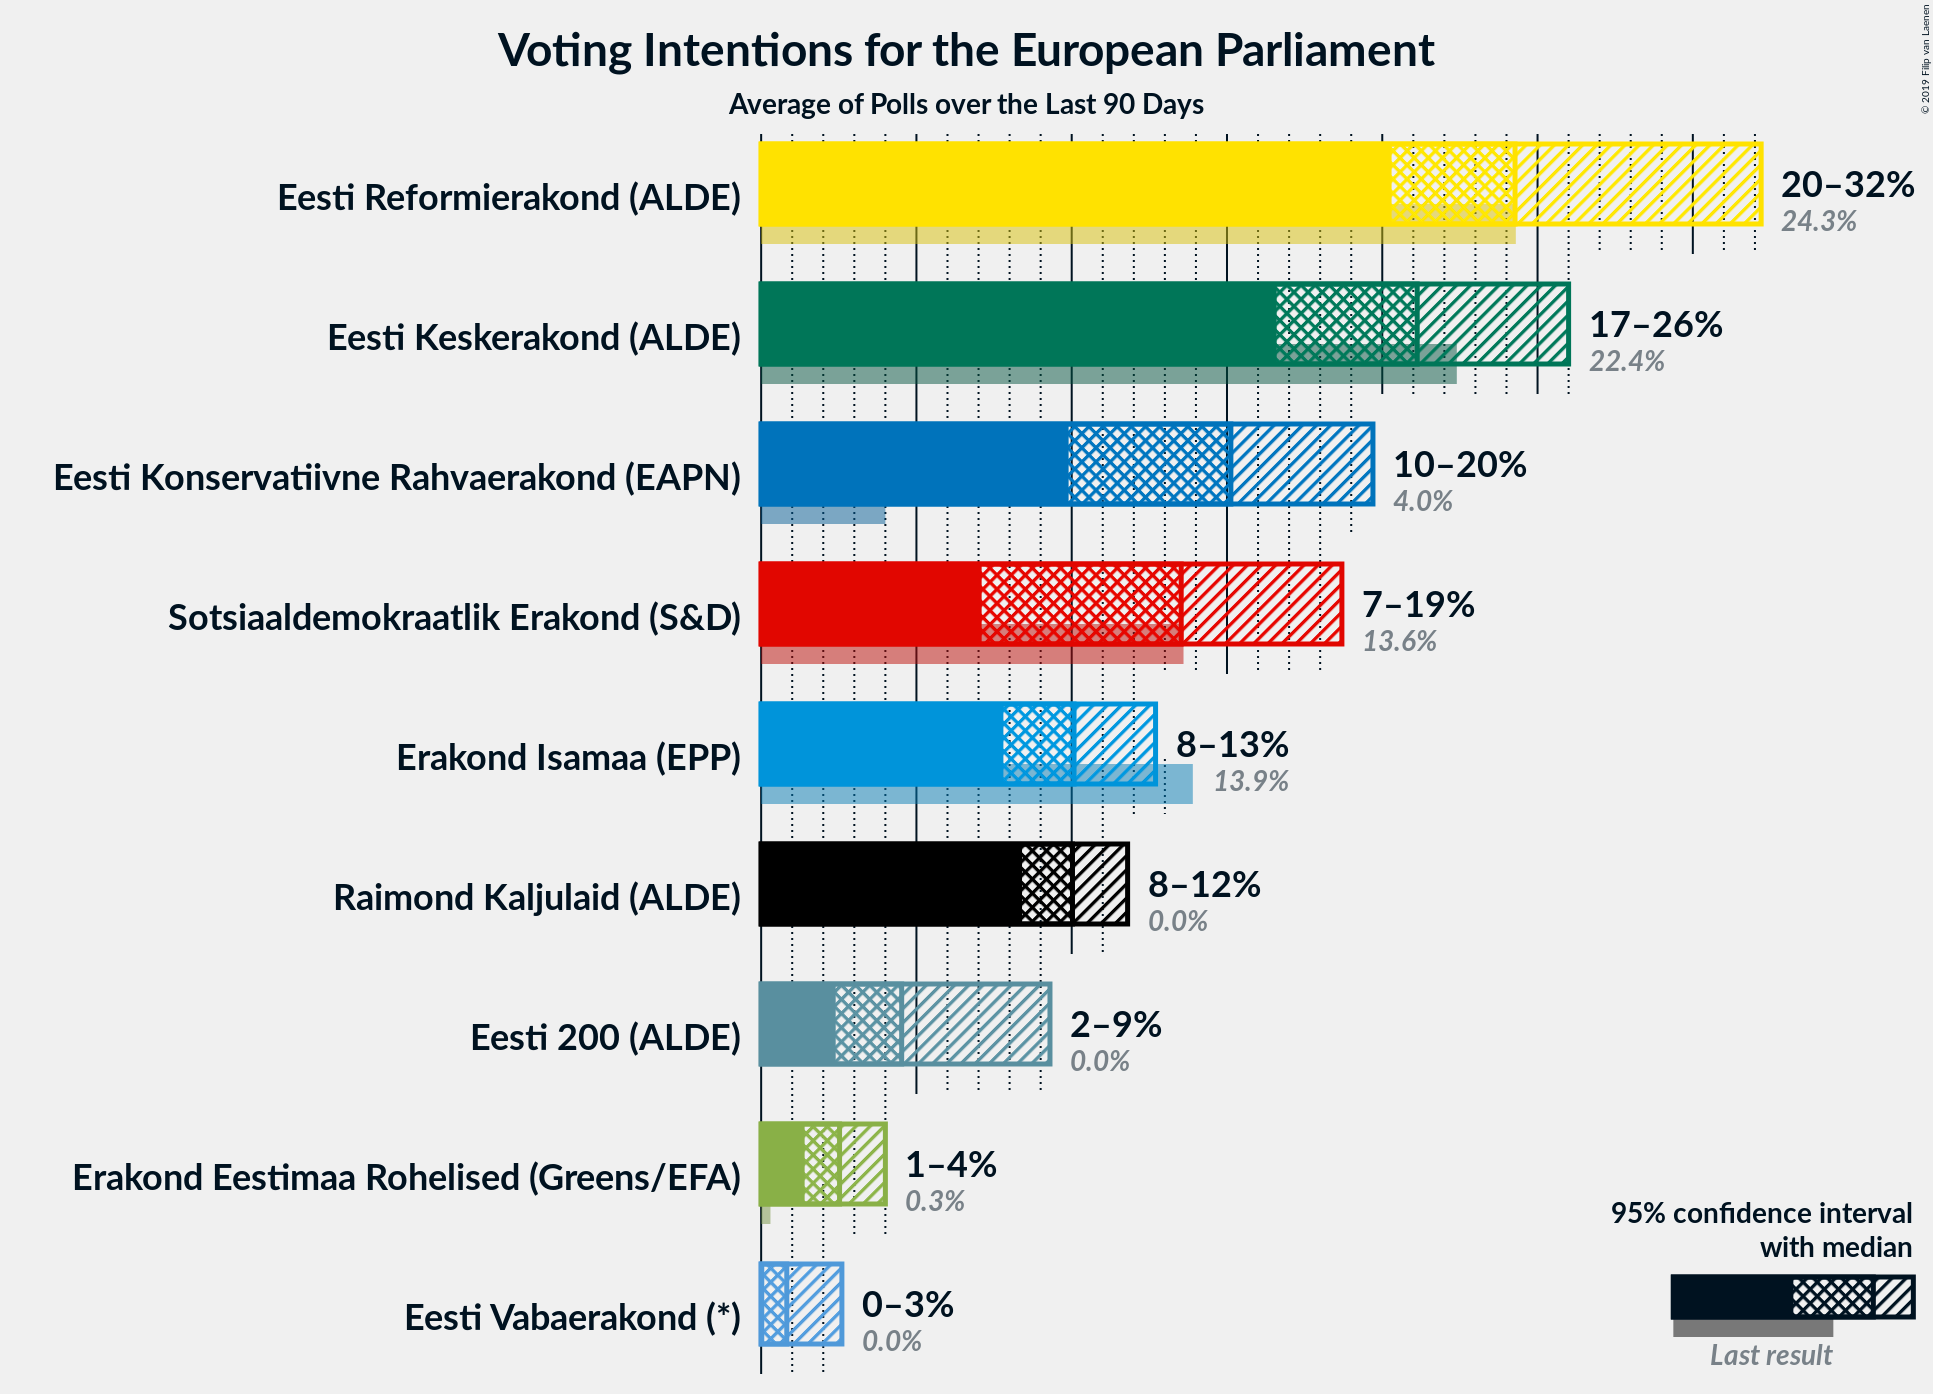 Voting Intentions for the European Parliament
Average of Polls over the Last 90 Days
© 2019 Filip van Laenen
Eesti Reformierakond (ALDE)
20–32%
24.3%
Eesti Keskerakond (ALDE)
17–26%
22.4%
Eesti Konservatiivne Rahvaerakond (EAPN)
10–20%
4.0%
Sotsiaaldemokraatlik Erakond (S&D)
7–19%
13.6%
Erakond Isamaa (EPP)
8–13%
13.9%
Raimond Kaljulaid (ALDE)
8–12%
0.0%
Eesti 200 (ALDE)
2–9%
0.0%
Erakond Eestimaa Rohelised (Greens/EFA)
1–4%
0.3%
Eesti Vabaerakond (*)
0–3%
0.0%
95% confidence interval
with median
Last result